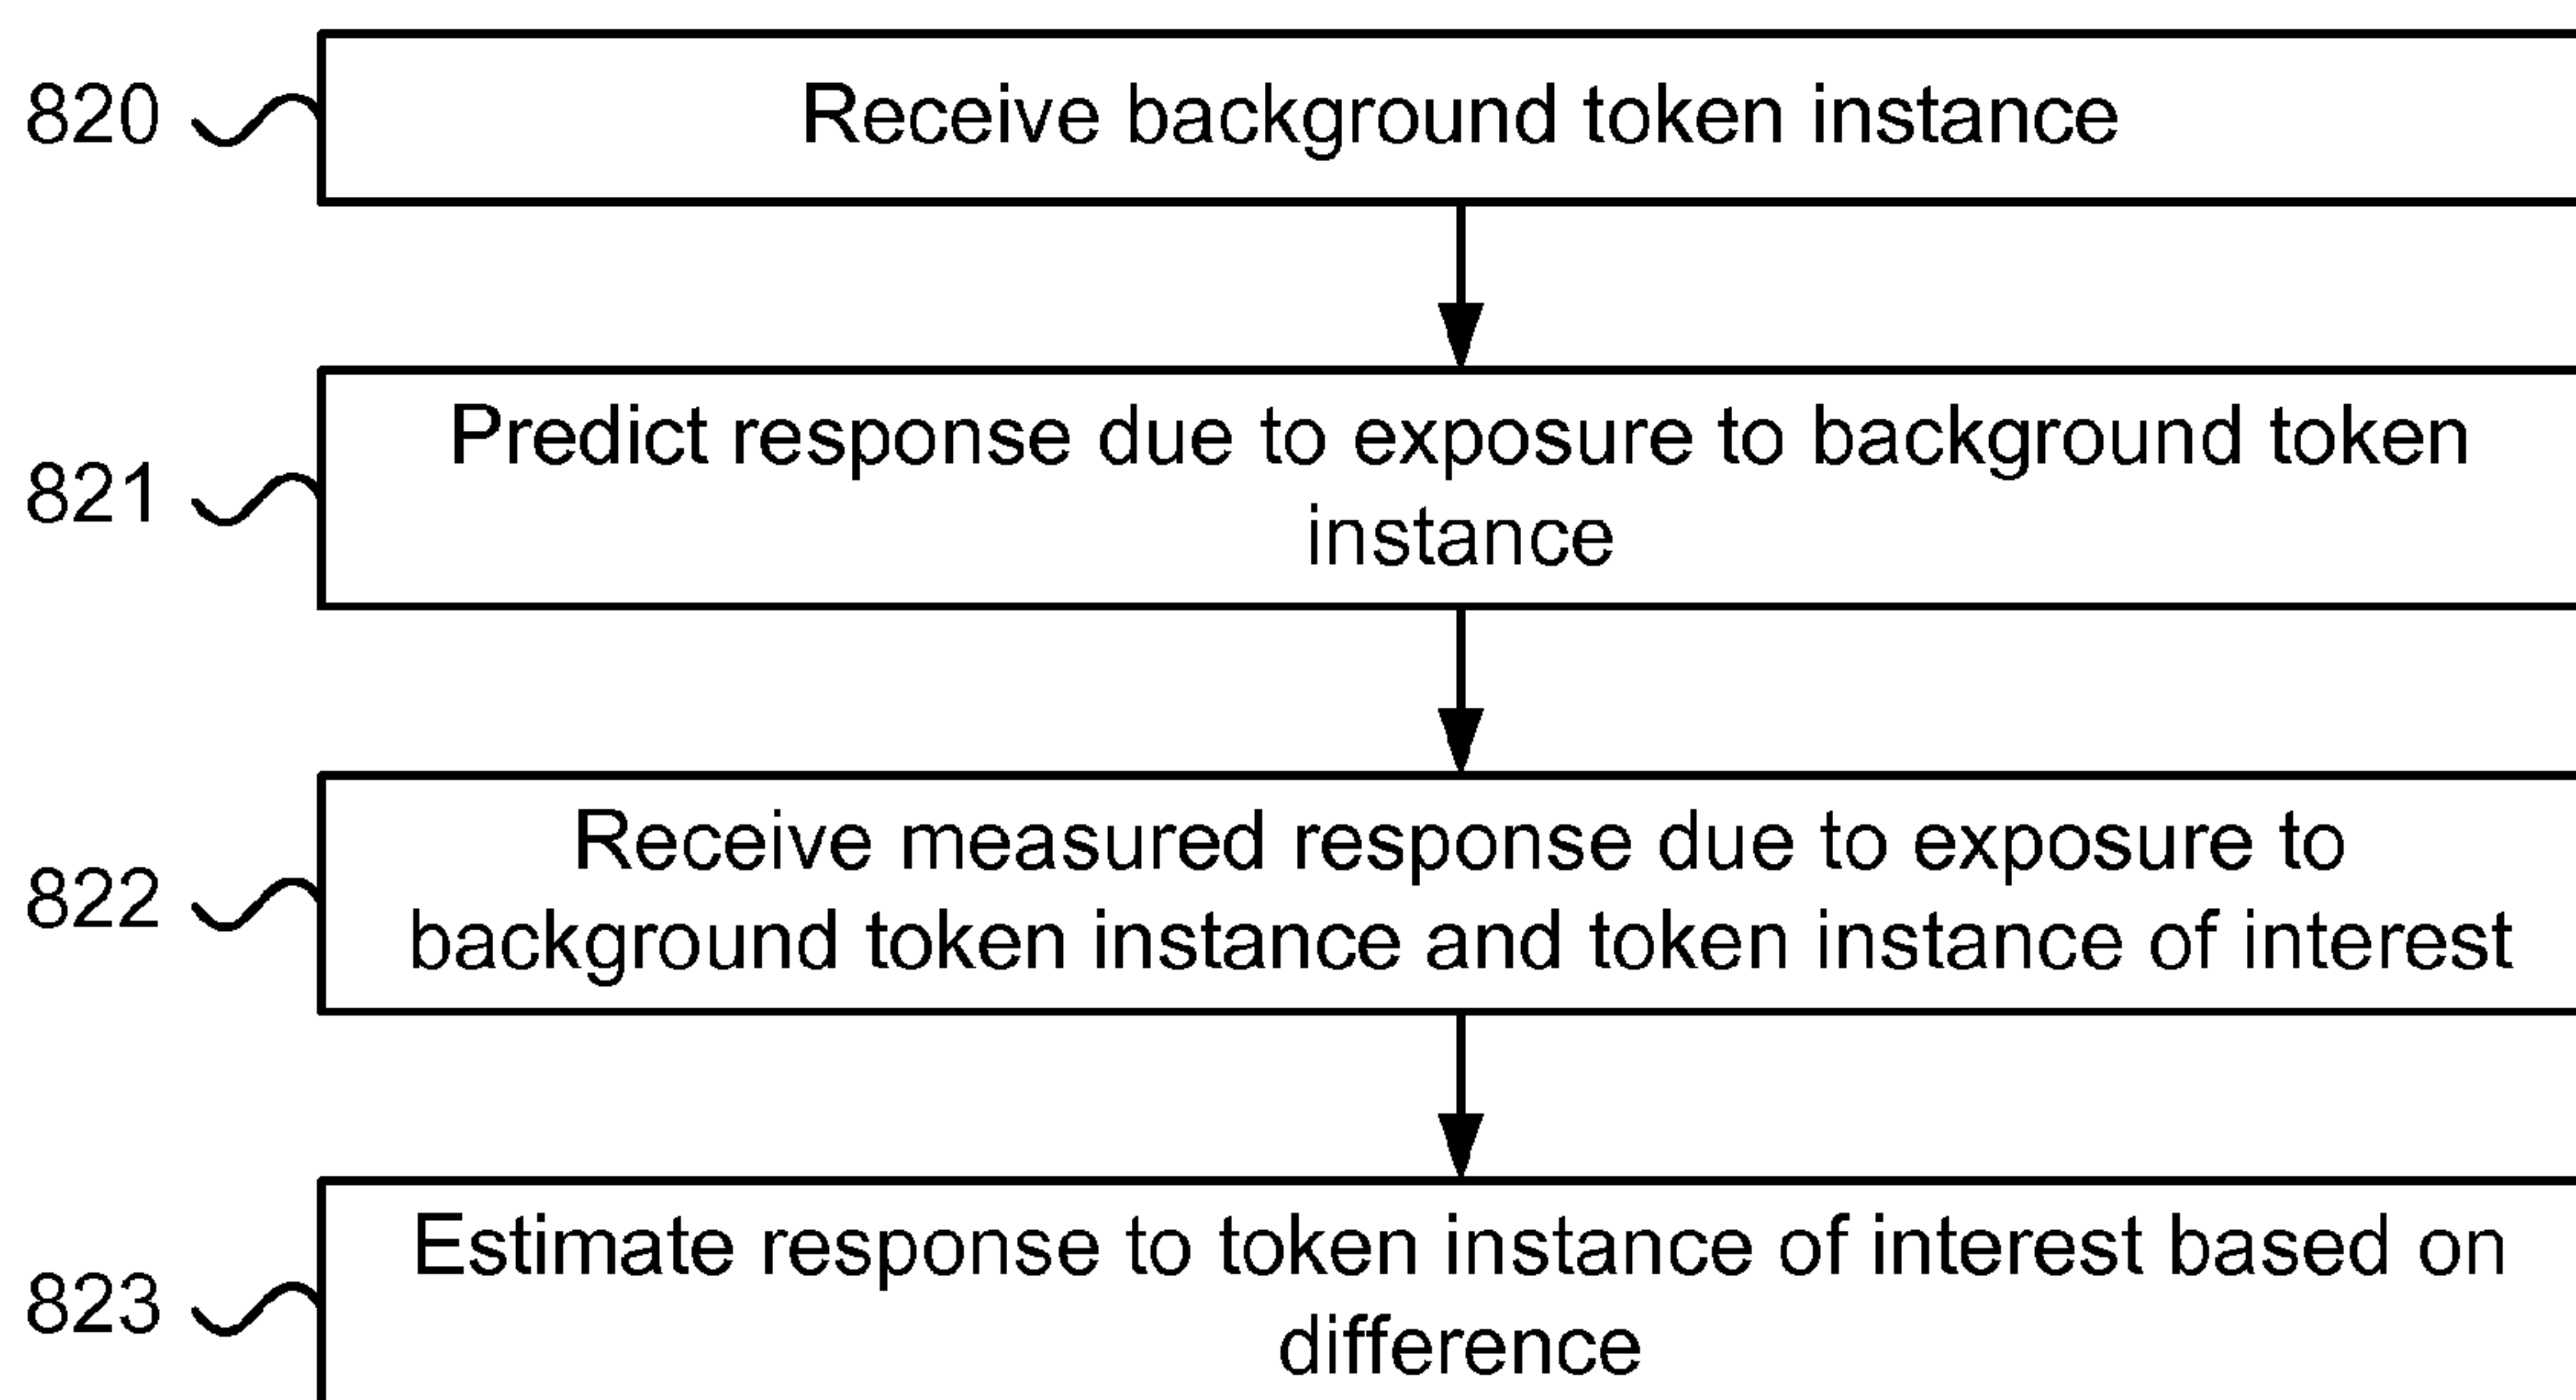 820
Receive background token instance
821
Predict response due to exposure to background token
instance
822
Receive measured response due to exposure to
background token instance and token instance of interest
823
Estimate response to token instance of interest based on
difference